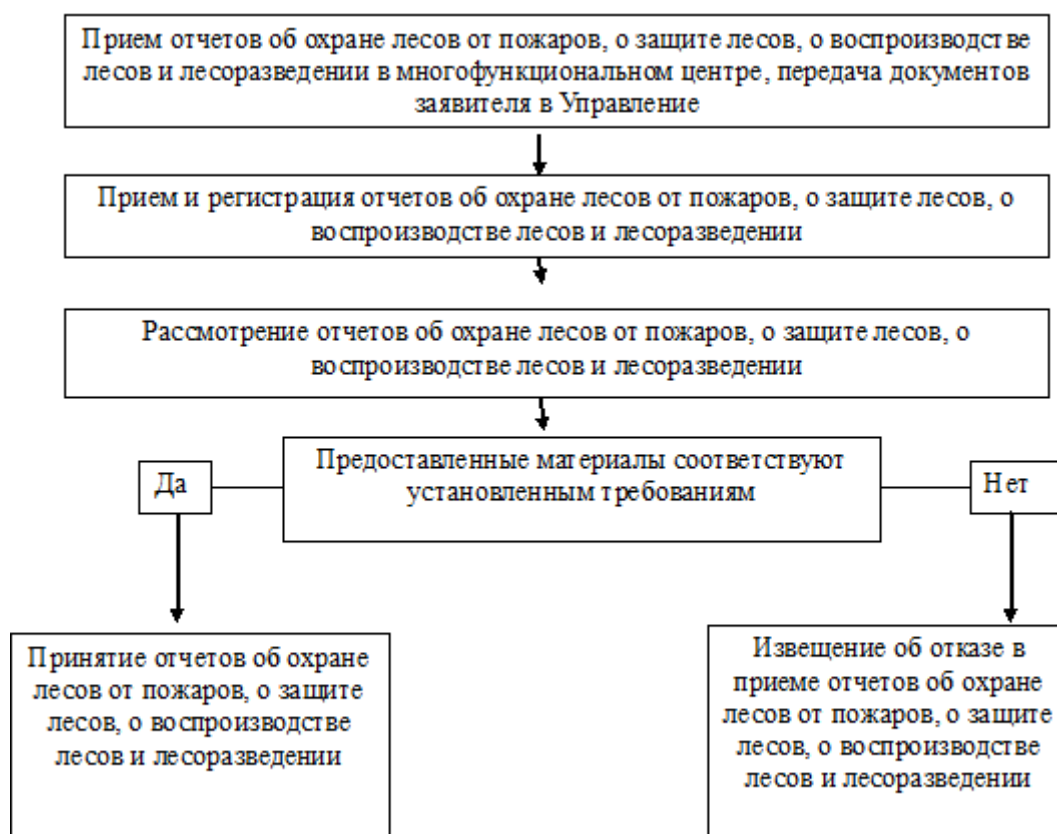 Прием отчетов об охране лесов от пожаров, о защите лесов, о воспроизводстве
лесов и лесоразведении в многофункциональном центре, передача документов
заявителя в Управление
Прием и регистрация отчетов об охране лесов от пожаров, о защите лесов, о
воспроизводстве лесов и лесоразведении
Рассмотрение отчетов об охране лесов от пожаров, о защите лесов, о
воспроизводстве лесов и лесоразведении
Предоставленные материалы соответствуют
установленным требованиям
Да
Нет
Принятие отчетов об охране
лесов от пожаров, о защите
лесов, о воспроизводстве
лесов и лесоразведении
Извещение об отказе в
приеме отчетов об охране
лесов от пожаров, о защите
лесов, о воспроизводстве
лесов и лесоразведении